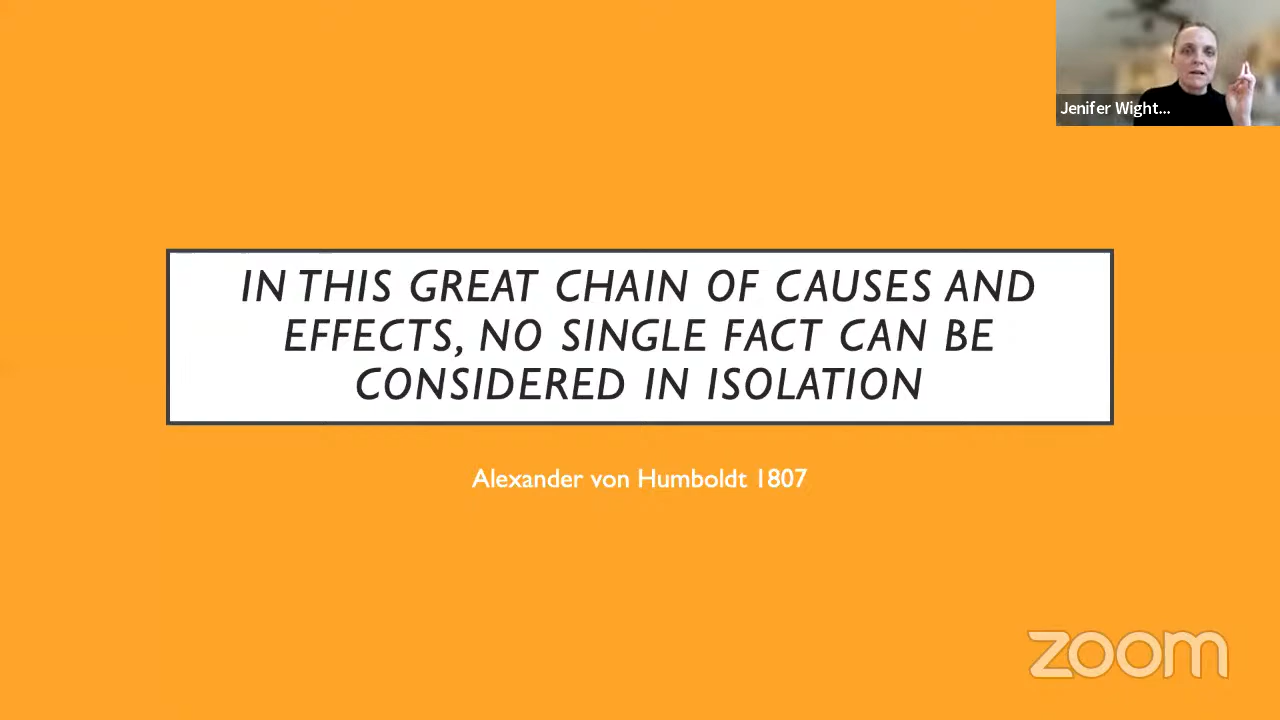 Jenifer Wight...
IN THIS GREAT CHAIN OF CAUSES AND
EFFECTS, NO SINGLE FACT CAN BE
CONSIDERED IN ISOLATION
Alexander von Humboldt 1807
zoom